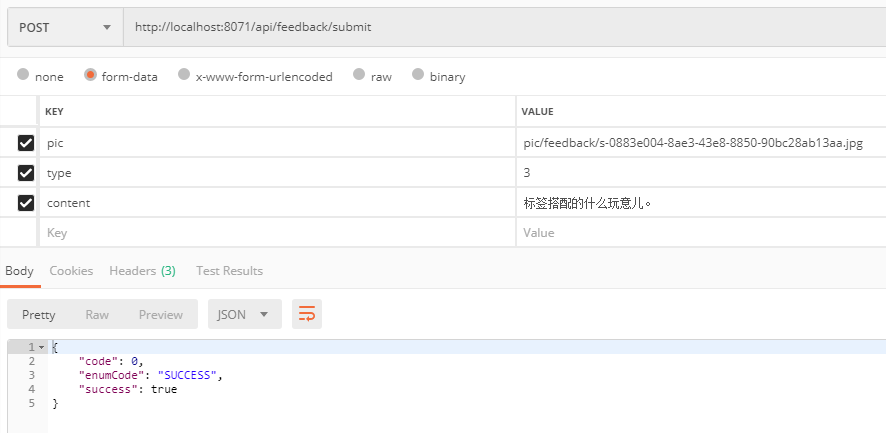 POST http://localhost:8071/api/feedback/submit
none form-data x-www-form-urlencoded raw binary
KEY VALUE
pic pic/feedback/s-0883e004-8ae3-43e8-8850-90bc28ab13aa.jpg
type 3
content 标签搭配的什么玩意儿。
Key Value
Body Cookies Headers (3) Test Results
Pretty Raw Preview JSON
1 {
2 "code": 0,
3 "enumCode": "SUCCESS",
4 "success": true
5 }